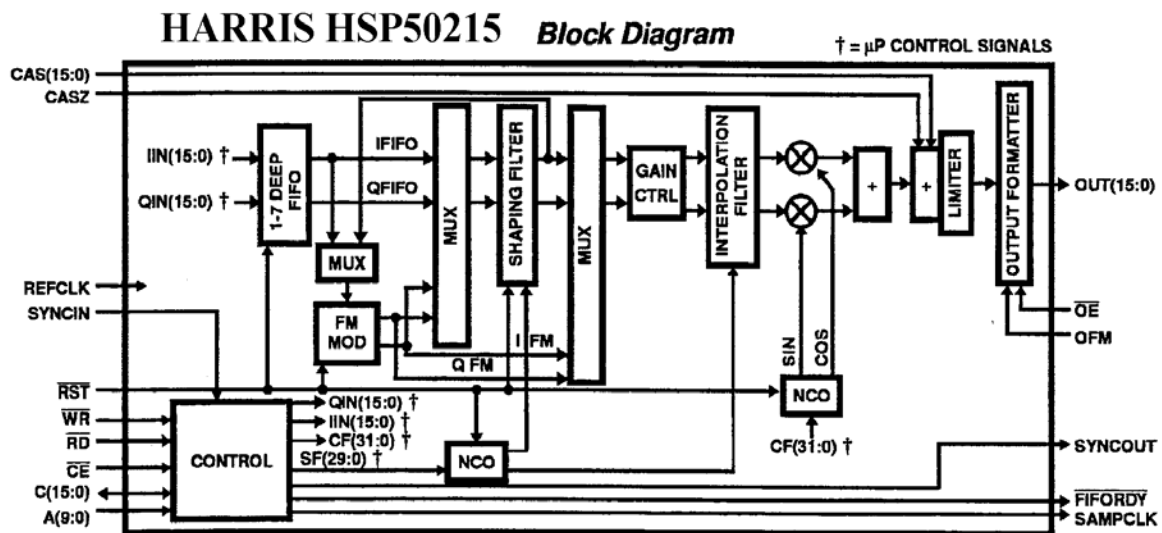 HARRIS HSP50215 Block Diagram
† = µP CONTROL SIGNALS
CAS(15:0)
CASZ
IIN(15:0) †
QIN(15:0) †
1-7 DEEP
FIFO
IFIFO
QFIFO
MUX
FM
MOD
MUX
SHAPING FILTER
MUX
I FM
Q FM
GAIN
CTRL
INTERPOLATION
FILTER
+
+
LIMITER
OUTPUT FORMATTER
OUT(15:0)
REFCLK
SYNCIN
OE
OFM
SIN
COS
RST
NCO
CF(31:0) †
WR
RD
CE
C(15:0)
A(9:0)
CONTROL
QIN(15:0) †
IIN(15:0) †
CF(31:0) †
SF(29:0) †
NCO
SYNCOUT
FIFORDY
SAMPCLK